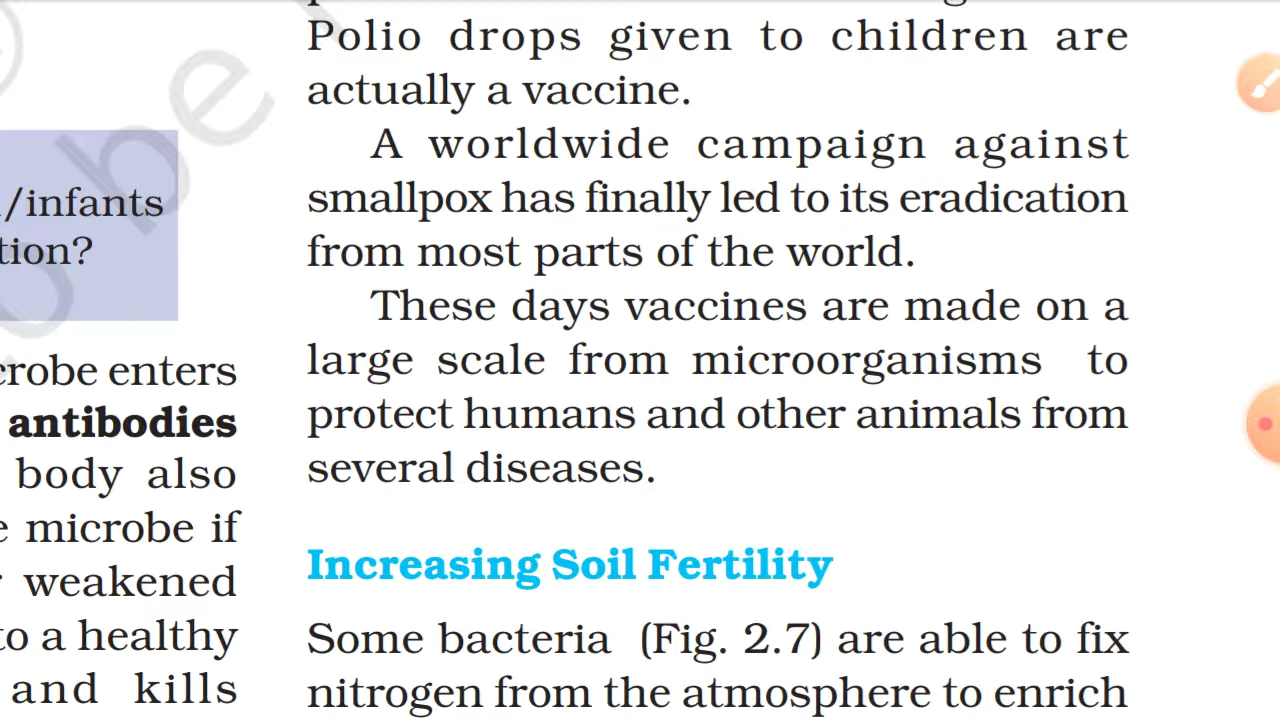 /infants
tion?
enters
antibodies
body also
microbe if
weakened
to a healthy
and kills
Polio drops given to children are
actually a vaccine.
A worldwide campaign against
smallpox has finally led to its eradication
from most parts of the world.
These days vaccines are made on a
large scale from microorganisms to
protect humans and other animals from
several diseases.
Increasing Soil Fertility
Some bacteria (Fig. 2.7) are able to fix
nitrogen from the atmosphere to enrich